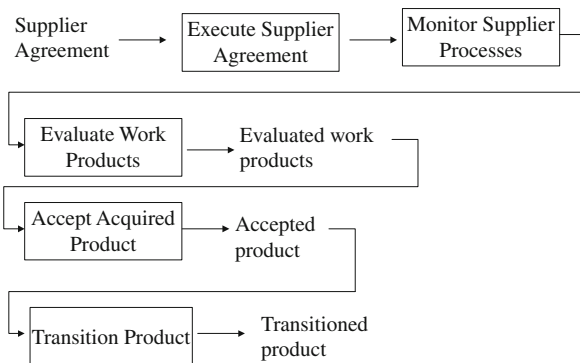 Supplier
Agreement
Execute Supplier
Agreement
Monitor Supplier
Processes
Evaluate Work
Products
Evaluated work
products
Accept Acquired
Product
Accepted
product
Transition Product
Transitioned
product